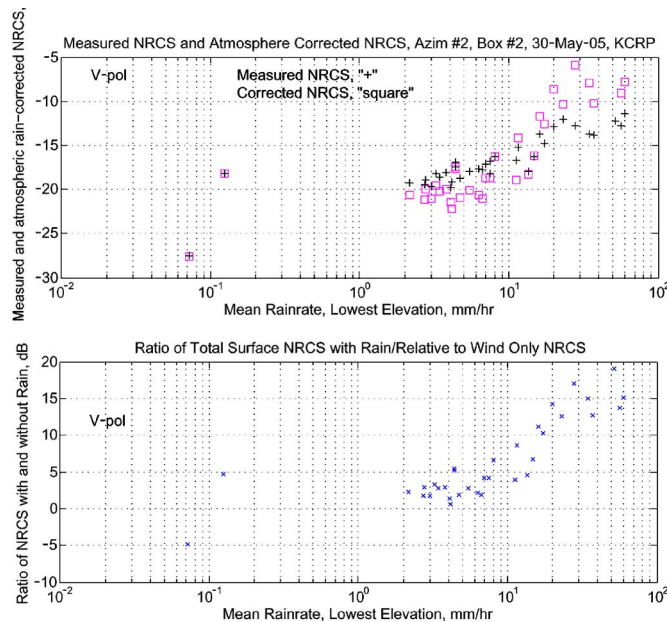 Measured NRCS and Atmosphere Corrected NRCS, Azim #2, Box #2, 30-May-05, KCRP
Measured and atmospheric rain-corrected NRCS,
-5
-10
-15
-20
-25
-30
V-pol
Measured NRCS, "+"
Corrected NRCS, "square"
10^-2
10^-1
10^0
10^1
10^2
Mean Rainrate, Lowest Elevation, mm/hr
Ratio of Total Surface NRCS with Rain/Relative to Wind Only NRCS
Ratio of NRCS with and without Rain, dB
20
15
10
5
0
-5
-10
V-pol
10^-2
10^-1
10^0
10^1
10^2
Mean Rainrate, Lowest Elevation, mm/hr